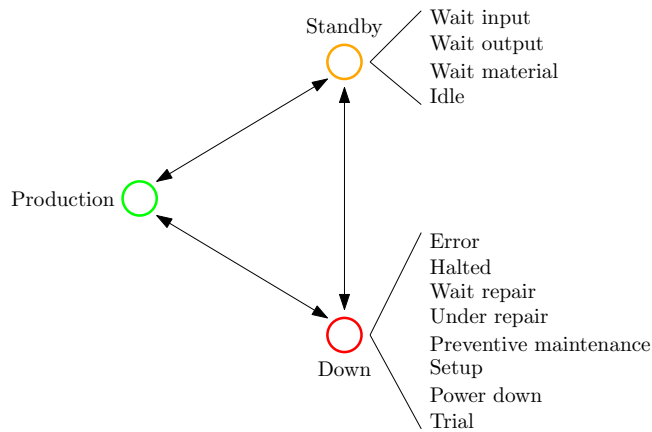 Standby
Wait input
Wait output
Wait material
Idle
Production
Error
Halted
Wait repair
Under repair
Preventive maintenance
Setup
Power down
Trial
Down